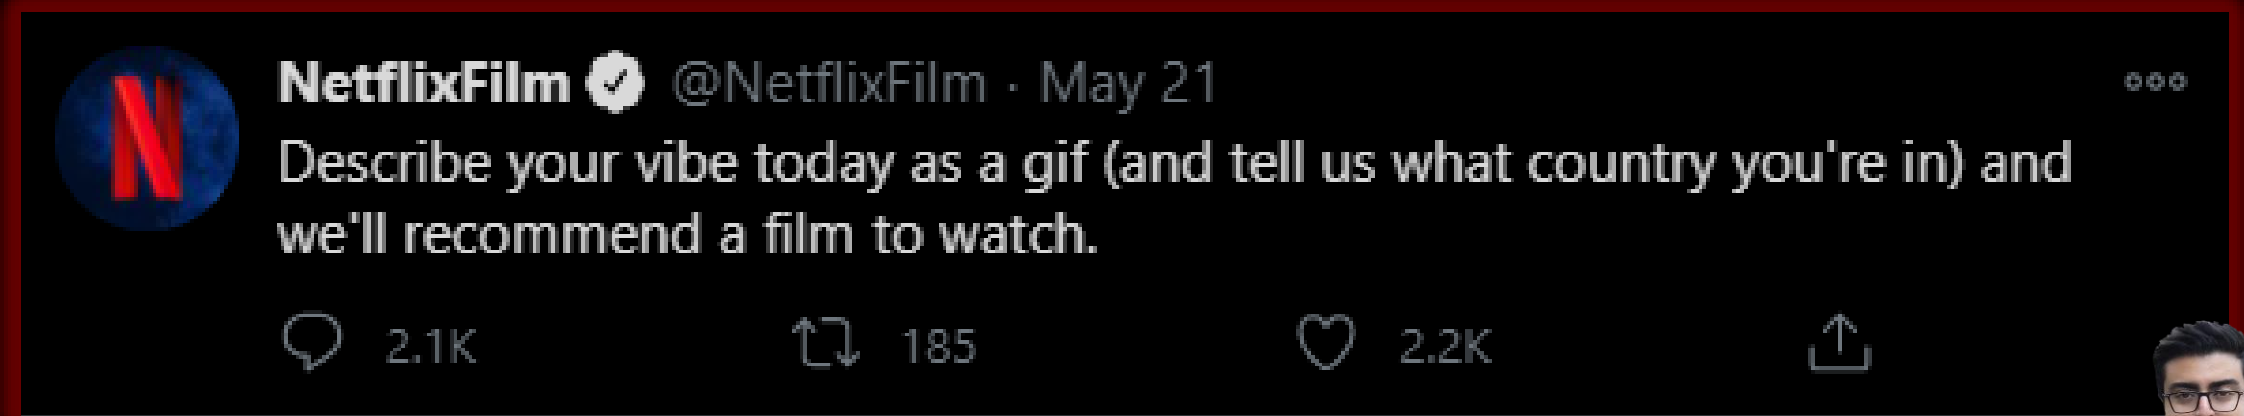 NetflixFilm @NetflixFilm · May 21
Describe your vibe today as a gif (and tell us what country you're in) and
we'll recommend a film to watch.
2.1K 185 2.2K